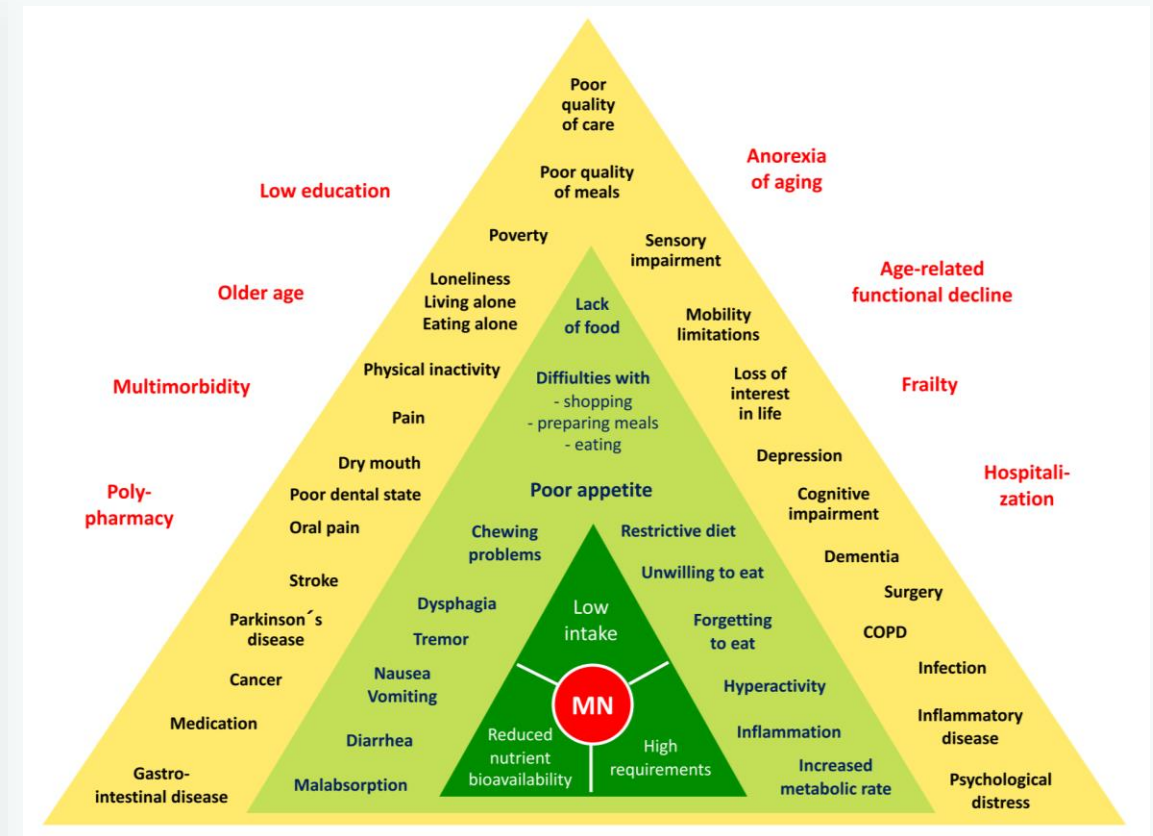 Poor
quality
of care
Poor quality
of meals
Poverty
Loneliness
Living alone
Eating alone
Physical inactivity
Pain
Dry mouth
Poor dental state
Oral pain
Stroke
Parkinson´s
disease
Cancer
Medication
Gastro-
intestinal disease
Sensory
impairment
Mobility
limitations
Loss of
interest
in life
Depression
Cognitive
impairment
Dementia
Surgery
COPD
Infection
Inflammatory
disease
Psychological
distress
Low education
Older age
Multimorbidity
Poly-
pharmacy
Anorexia
of aging
Age-related
functional decline
Frailty
Hospitali-
zation
Lack
of food
Diffiulties with
- shopping
- preparing meals
- eating
Poor appetite
Chewing
problems
Dysphagia
Tremor
Nausea
Vomiting
Diarrhea
Malabsorption
Restrictive diet
Unwilling to eat
Forgetting
to eat
Hyperactivity
Inflammation
Increased
metabolic rate
Low
intake
MN
Reduced
nutrient
bioavailability
High
requirements